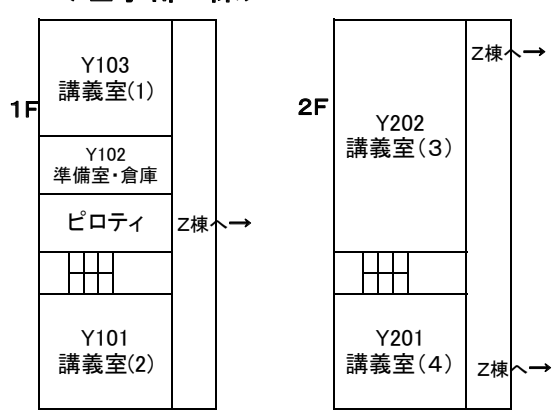 1F
Y103
講義室(1)
Y102
準備室・倉庫
ピロティ
Z棟へ→
Y101
講義室(2)
2F
Z棟へ→
Y202
講義室(3)
Y201
講義室(4)
Z棟へ→